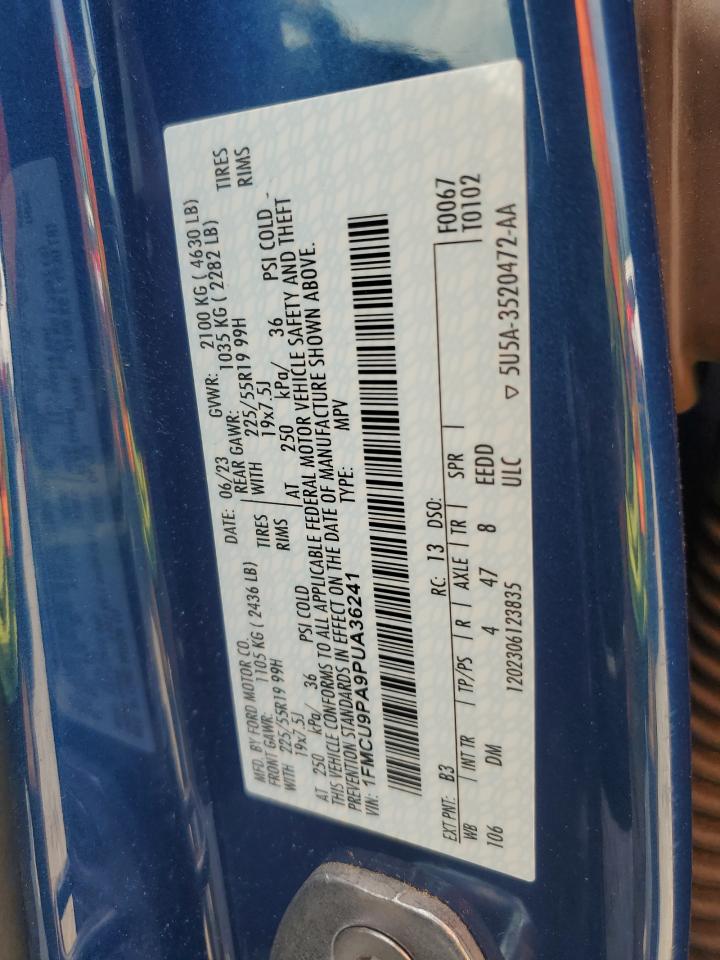 MFD. BY FORD MOTOR CO. DATE: 06/23 GVWR: 2100 KG ( 4630 LB)
FRONT GAWR: 1105 KG ( 2436 LB) REAR GAWR: 1035 KG ( 2282 LB)
WITH 225/55R19 99H TIRES WITH 225/55R19 99H TIRES
19x7.5J RIMS 19x7.5J RIMS
AT 250 kPa/ 36 PSI COLD AT 250 kPa/ 36 PSI COLD
THIS VEHICLE CONFORMS TO ALL APPLICABLE FEDERAL MOTOR VEHICLE SAFETY AND THEFT
PREVENTION STANDARDS IN EFFECT ON THE DATE OF MANUFACTURE SHOWN ABOVE.
VIN: 1FMCU9PA9PUA36241 TYPE: MPV
EXT PNT: B3 RC: 13 DSO: F0067
WB INT TR TP/PS R AXLE TR SPR T0102
106 DM 4 47 8 EEDD
1202306123835 ULC ▽ 5U5A-3520472-AA